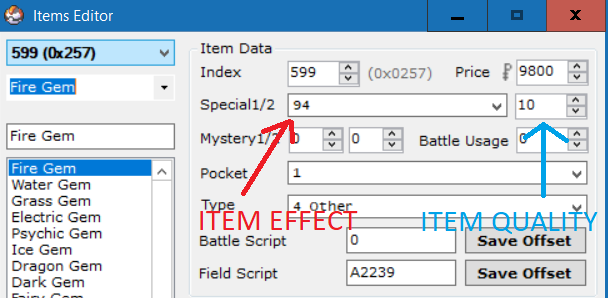 Items Editor
599 (0x257)
Fire Gem
Fire Gem
Fire Gem
Water Gem
Grass Gem
Electric Gem
Psychic Gem
Ice Gem
Dragon Gem
Dark Gem
Fairy Gem
Item Data
Index 599 (0x0257) Price 9800
Special1/2 94 10
Mystery1/2 0 0 Battle Usage 0
Pocket 1
Type 4 Other
ITEM EFFECT ITEM QUALITY
Battle Script 0 Save Offset
Field Script A2239 Save Offset